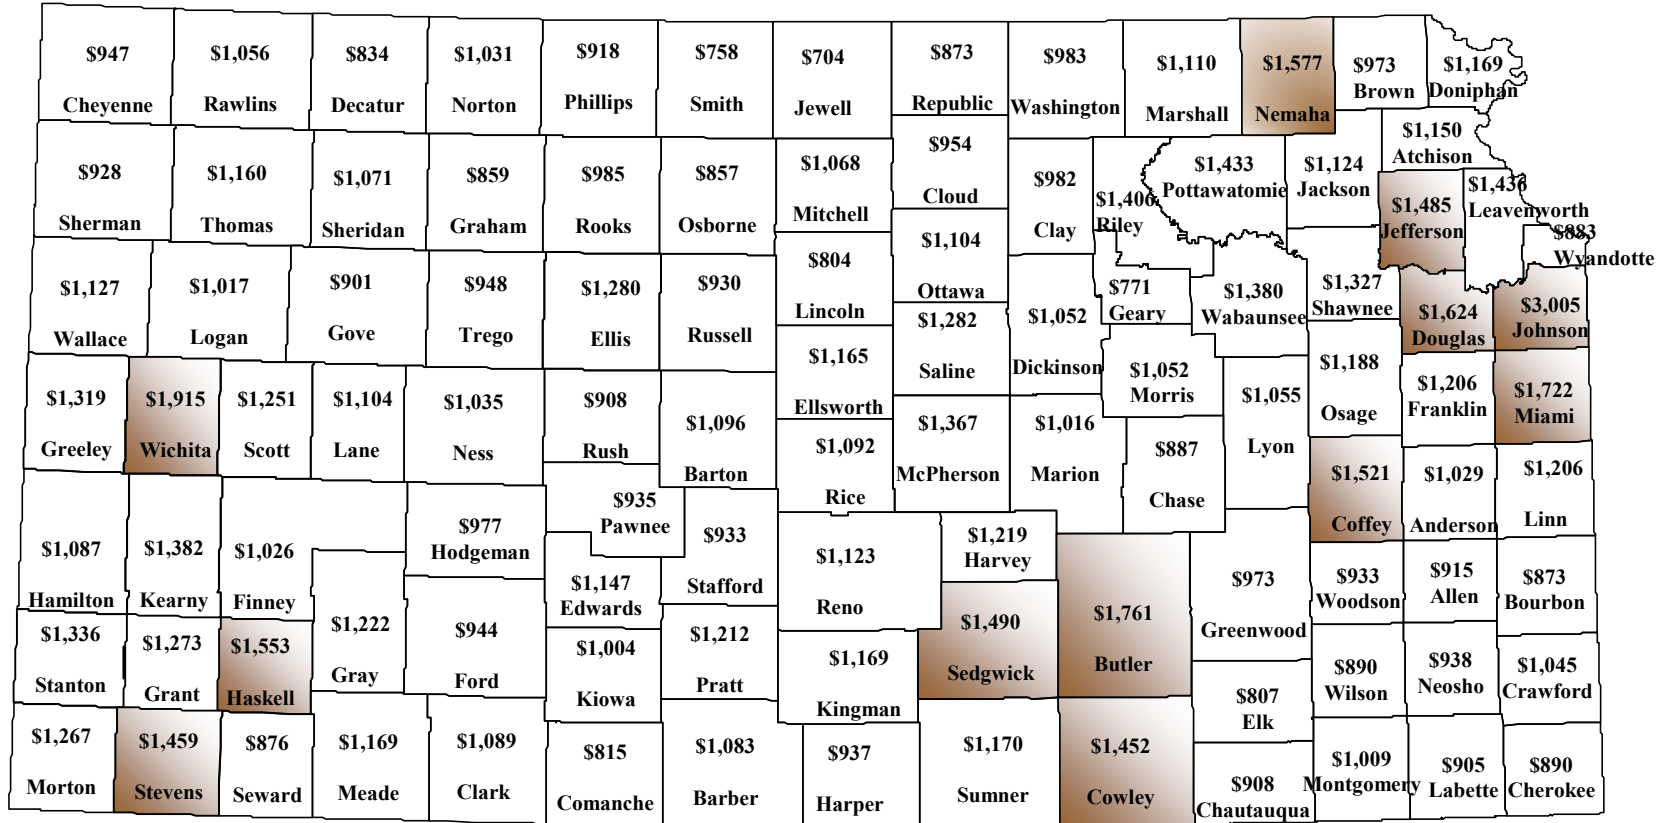 $947
Cheyenne
$1,056
Rawlins
$834
Decatur
$1,031
Norton
$918
Phillips
$758
Smith
$704
Jewell
$873
Republic
$983
Washington
$1,110
Marshall
$1,577
Nemaha
$973
Brown
$1,169
Doniphan
$928
Sherman
$1,160
Thomas
$1,071
Sheridan
$859
Graham
$985
Rooks
$857
Osborne
$1,068
Mitchell
$954
Cloud
$982
Clay
$1,406
Riley
$1,433
Pottawatomie
$1,124
Jackson
$1,150
Atchison
$1,485
Jefferson
$1,436
Leavenworth
$883
Wyandotte
$1,127
Wallace
$1,017
Logan
$901
Gove
$948
Trego
$1,280
Ellis
$930
Russell
$804
Lincoln
$1,104
Ottawa
$1,282
Saline
$1,052
Dickinson
$771
Geary
$1,380
Wabaunsee
$1,327
Shawnee
$1,624
Douglas
$3,005
Johnson
$1,319
Greeley
$1,915
Wichita
$1,251
Scott
$1,104
Lane
$1,035
Ness
$908
Rush
$1,096
Barton
$1,165
Ellsworth
$1,092
Rice
$1,367
McPherson
$1,016
Marion
$1,052
Morris
$887
Chase
$1,055
Lyon
$1,188
Osage
$1,206
Franklin
$1,722
Miami
$1,521
Coffey
$1,029
Anderson
$1,206
Linn
$1,087
Hamilton
$1,382
Kearny
$1,026
Finney
$977
Hodgeman
$935
Pawnee
$1,147
Edwards
$933
Stafford
$1,123
Reno
$1,219
Harvey
$1,490
Sedgwick
$1,761
Butler
$973
Greenwood
$933
Woodson
$915
Allen
$873
Bourbon
$1,336
Stanton
$1,273
Grant
$1,553
Haskell
$1,222
Gray
$944
Ford
$1,004
Kiowa
$1,212
Pratt
$1,169
Kingman
$807
Elk
$890
Wilson
$938
Neosho
$1,045
Crawford
$1,267
Morton
$1,459
Stevens
$876
Seward
$1,169
Meade
$1,089
Clark
$815
Comanche
$1,083
Barber
$937
Harper
$1,170
Sumner
$1,452
Cowley
$908
Chautauqua
$1,009
Montgomery
$905
Labette
$890
Cherokee